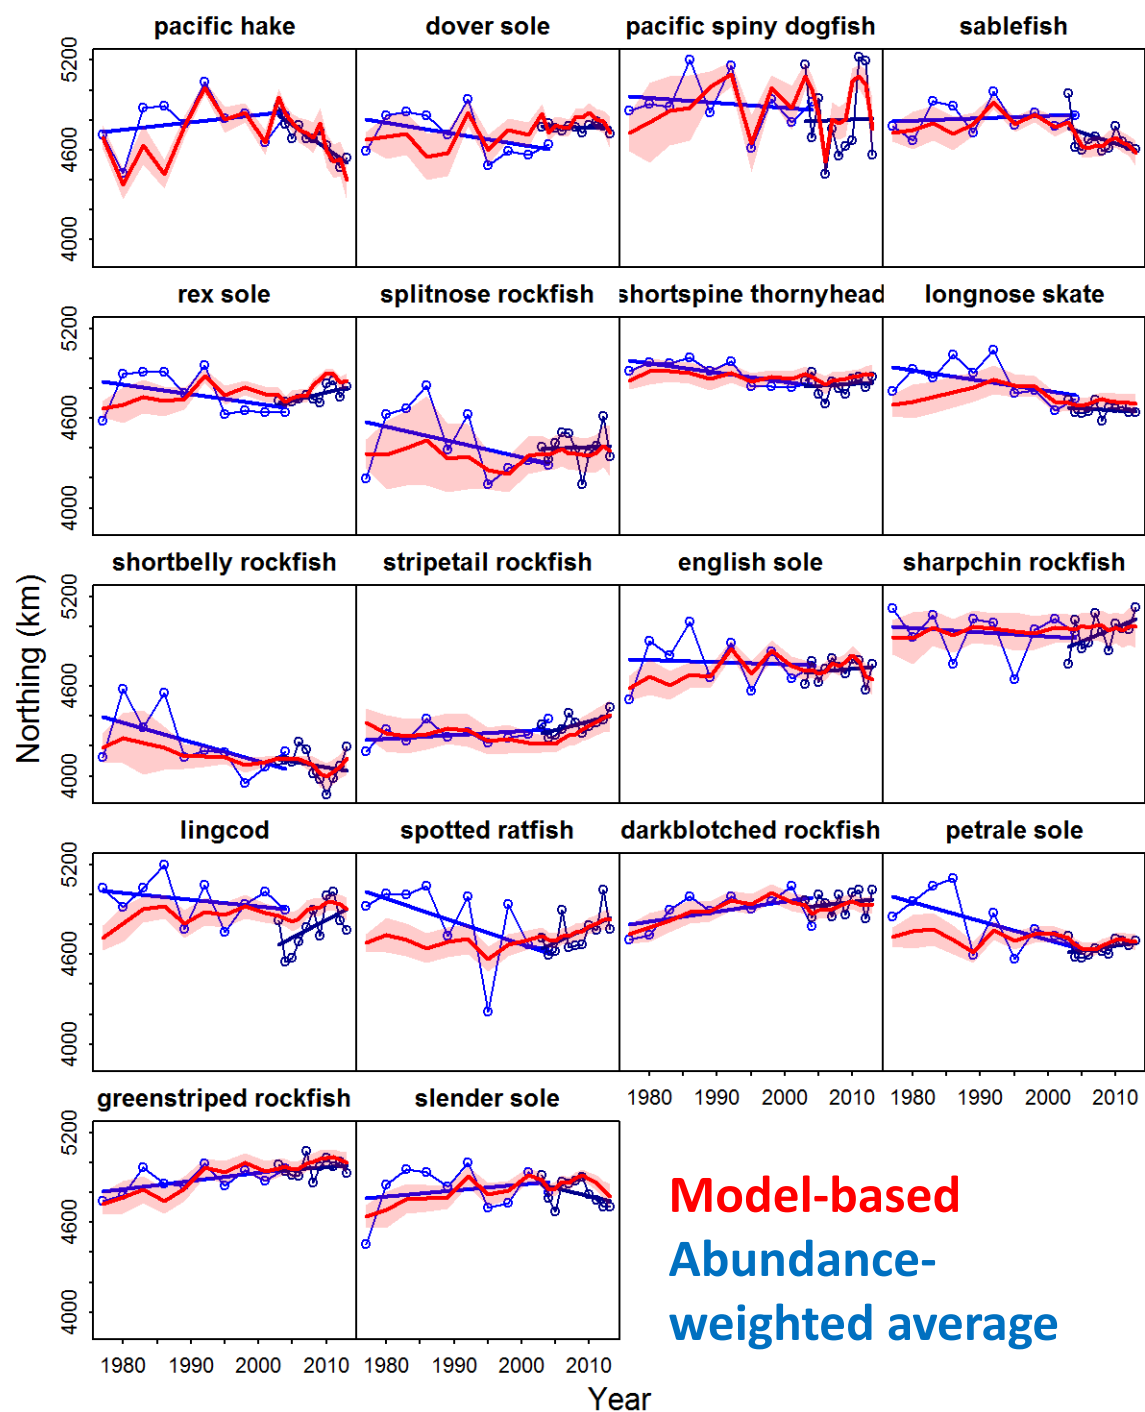 pacific hake dover sole pacific spiny dogfish sablefish
5200
4600
4000
rex sole splitnose rockfish shortspine thornyhead longnose skate
5200
4600
4000
shortbelly rockfish stripetail rockfish english sole sharpchin rockfish
5200
4600
4000
Northing (km)
lingcod spotted ratfish darkblotched rockfish petrale sole
5200
4600
4000
1980 1990 2000 2010 1980 1990 2000 2010
greenstriped rockfish slender sole
5200
4600
4000
1980 1990 2000 2010 1980 1990 2000 2010
Year
Model-based
Abundance-
weighted average